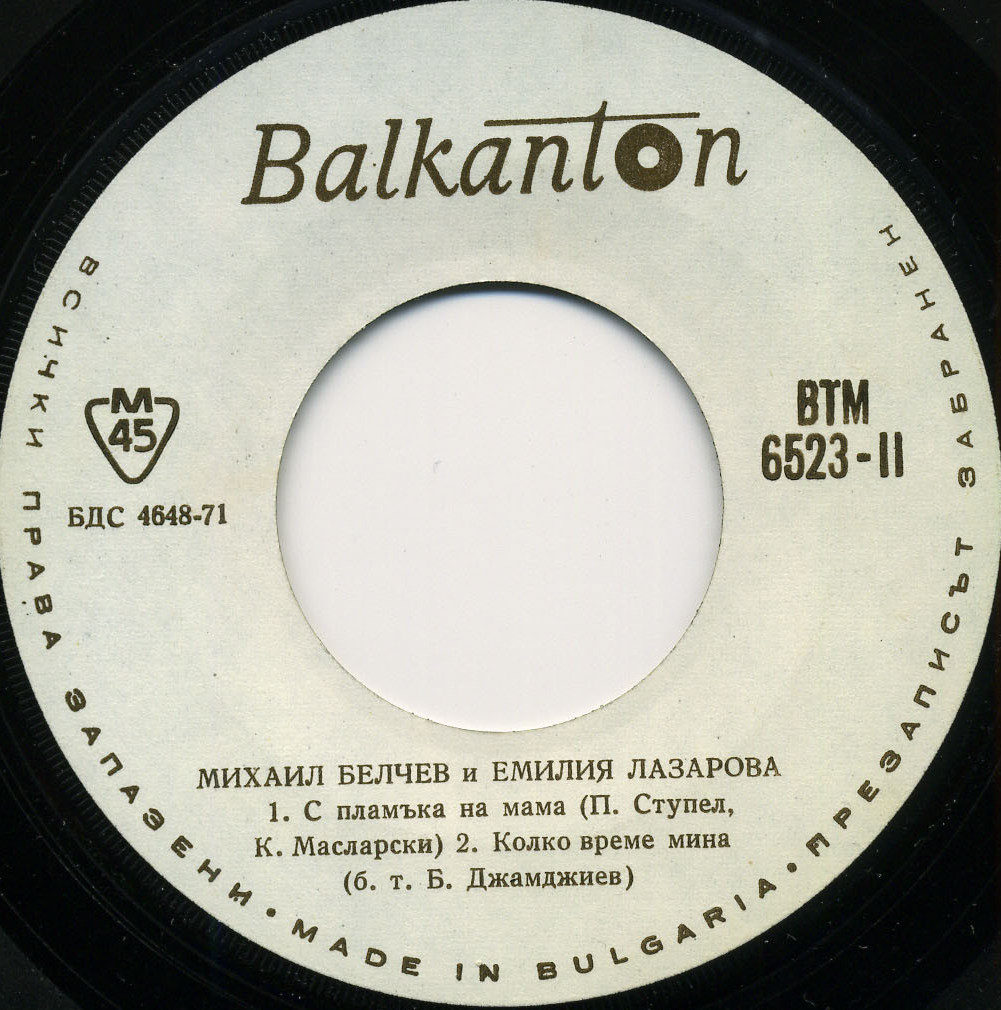 Balkanton
М
45
БДС 4648-71
ВТМ
6523-II
МИХАИЛ БЕЛЧЕВ и ЕМИЛИЯ ЛАЗАРОВА
1. С пламъка на мама (П. Ступел,
К. Масларски) 2. Колко време мина
(б. т. Б. Джамджиев)
ВСИЧКИ ПРАВА ЗАПАЗЕНИ • MADE IN BULGARIA • ПРЕЗАПИСЪТ ЗАБРАНЕН